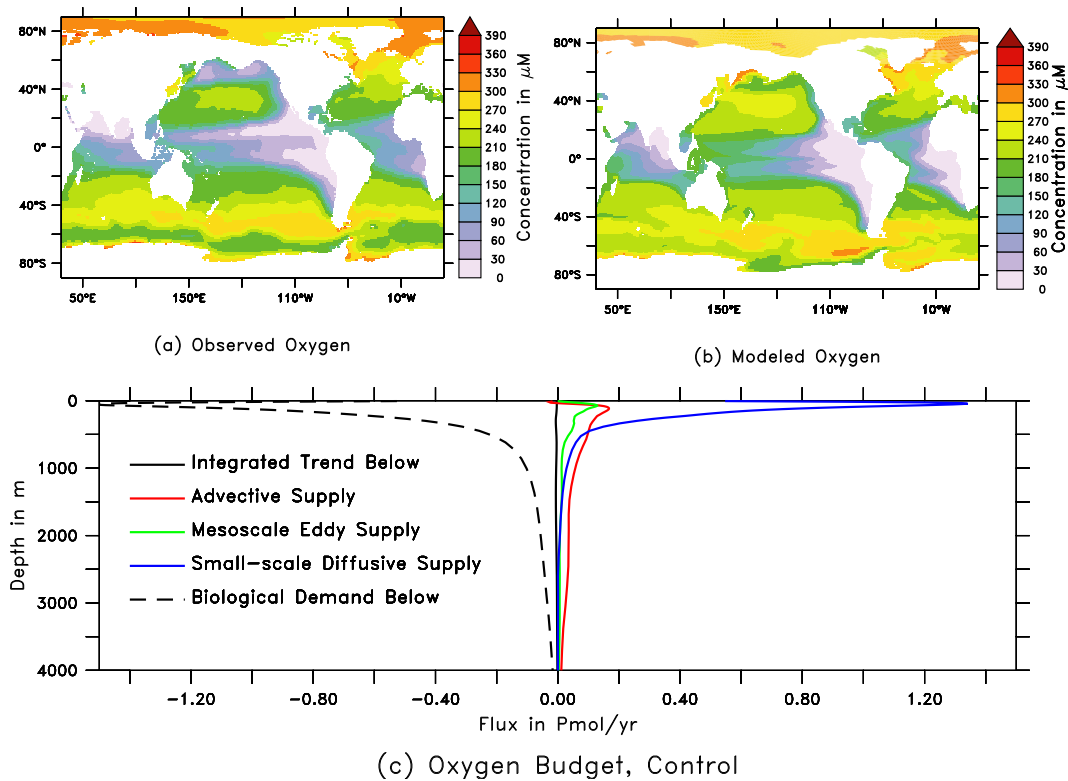 80°N
40°N
0°
40°S
80°S
50°E
150°E
110°W
10°W
390
360
330
300
270
240
210
180
150
120
90
60
30
0
Concentration in μM
(a) Observed Oxygen
80°N
40°N
0°
40°S
80°S
50°E
150°E
110°W
10°W
390
360
330
300
270
240
210
180
150
120
90
60
30
0
Concentration in μM
(b) Modeled Oxygen
0
1000
2000
3000
4000
Depth in m
Integrated Trend Below
Advective Supply
Mesoscale Eddy Supply
Small-scale Diffusive Supply
Biological Demand Below
-1.20
-0.80
-0.40
0.00
0.40
0.80
1.20
Flux in Pmol/yr
(c) Oxygen Budget, Control